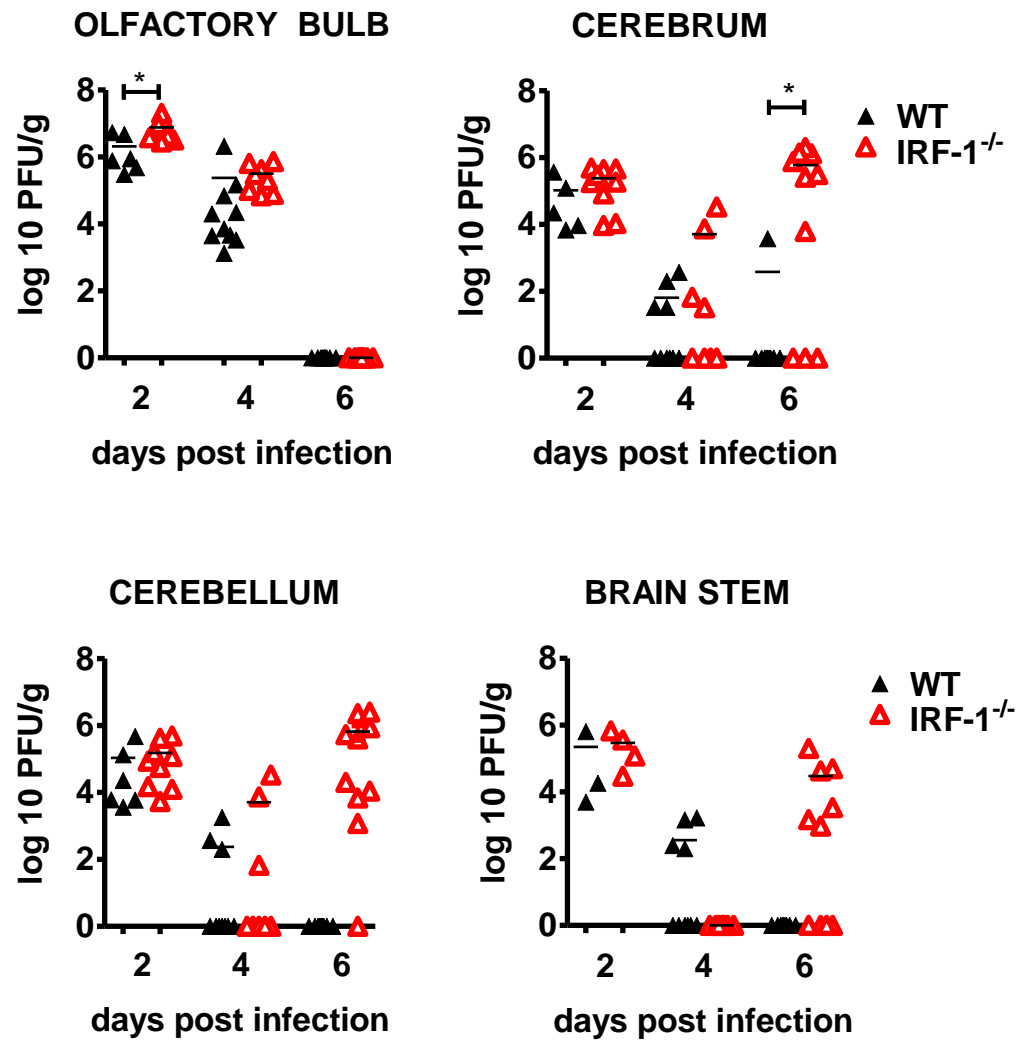 OLFACTORY BULB
8
6
4
2
0
log 10 PFU/g
*
2 4 6
days post infection
CEREBRUM
8
6
4
2
0
log 10 PFU/g
*
2 4 6
days post infection
WT
IRF-1-/-
CEREBELLUM
8
6
4
2
0
log 10 PFU/g
2 4 6
days post infection
BRAIN STEM
8
6
4
2
0
log 10 PFU/g
2 4 6
days post infection
WT
IRF-1-/-